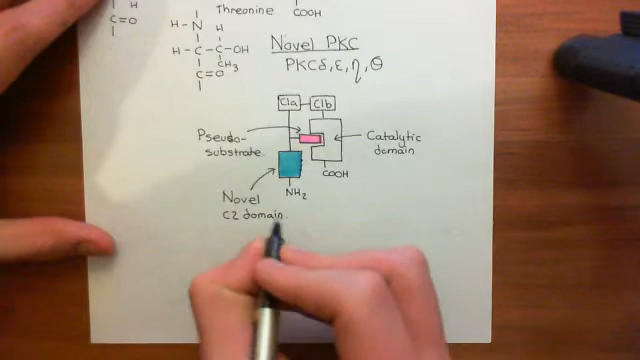 H
C=O
H-N H
H-C-C-OH
CH3
C=O
Threonine
COOH
Novel PKC
PKCδ, ε, η, θ
C1a C1b
Pseudo-
substrate
Catalytic
domain
COOH
NH2
Novel
C2 domain.